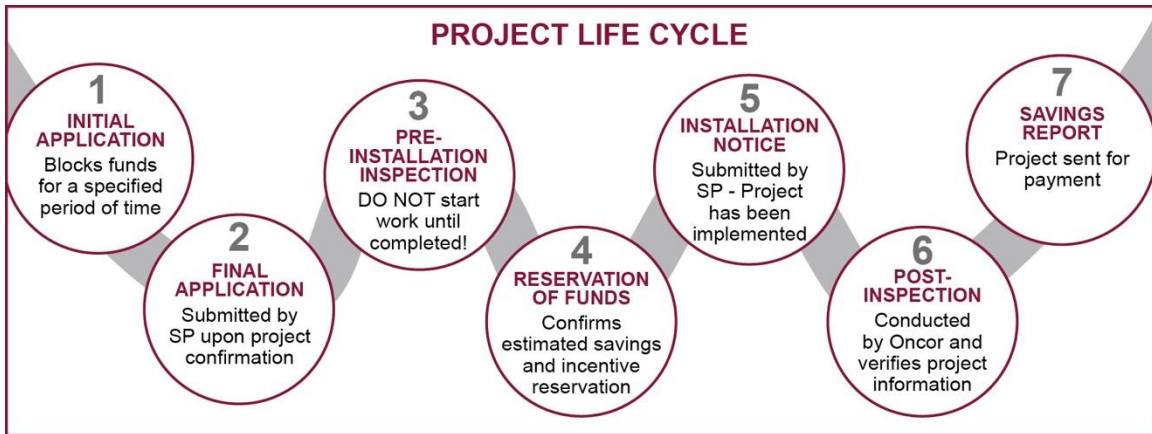 PROJECT LIFE CYCLE
1
INITIAL
APPLICATION
Blocks funds
for a specified
period of time
2
FINAL
APPLICATION
Submitted by
SP upon project
confirmation
3
PRE-
INSTALLATION
INSPECTION
DO NOT start
work until
completed!
4
RESERVATION
OF FUNDS
Confirms
estimated savings
and incentive
reservation
5
INSTALLATION
NOTICE
Submitted by
SP - Project
has been
implemented
6
POST-
INSPECTION
Conducted
by Oncor and
verifies project
information
7
SAVINGS
REPORT
Project sent for
payment